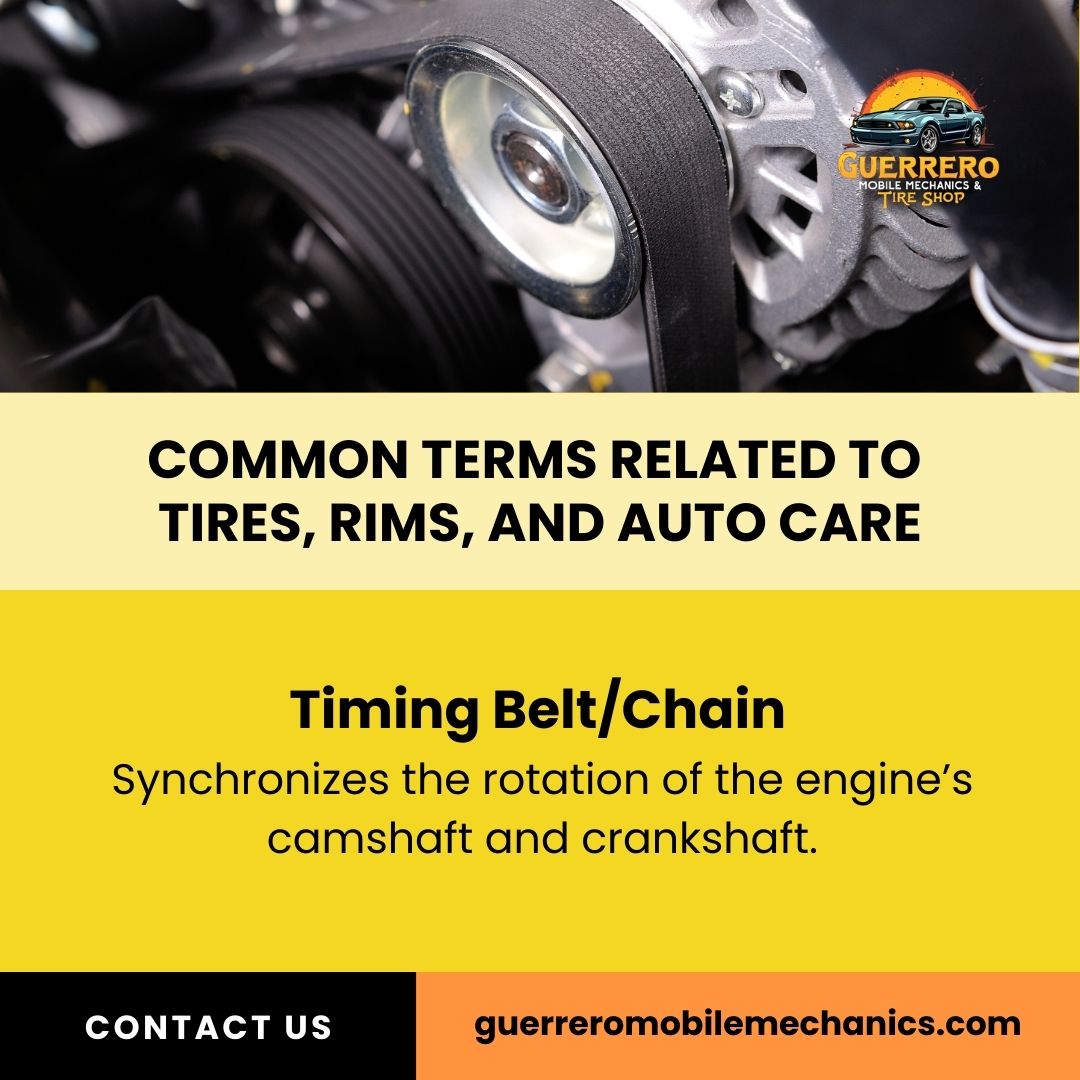 GUERRERO
MOBILE MECHANICS &
TIRE SHOP
COMMON TERMS RELATED TO
TIRES, RIMS, AND AUTO CARE
Timing Belt/Chain
Synchronizes the rotation of the engine’s
camshaft and crankshaft.
CONTACT US
guerreromobilemechanics.com